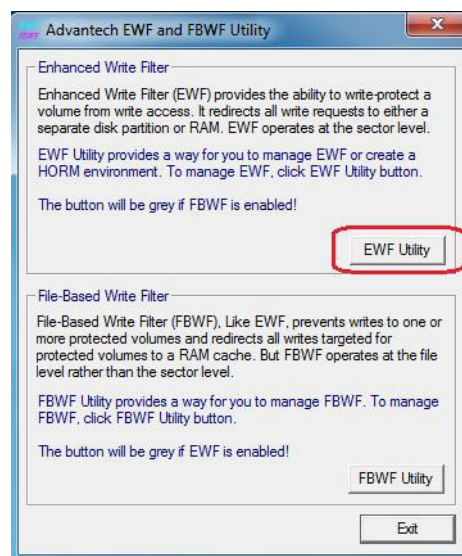 Advantech EWF and FBWF Utility
Enhanced Write Filter
Enhanced Write Filter (EWF) provides the ability to write-protect a
volume from write access. It redirects all write requests to either a
separate disk partition or RAM. EWF operates at the sector level.
EWF Utility provides a way for you to manage EWF or create a
HORM environment. To manage EWF, click EWF Utility button.
The button will be grey if FBWF is enabled!
EWF Utility
File-Based Write Filter
File-Based Write Filter (FBWF), Like EWF, prevents writes to one or
more protected volumes and redirects all writes targeted for
protected volumes to a RAM cache. But FBWF operates at the file
level rather than the sector level.
FBWF Utility provides a way for you to manage FBWF. To manage
FBWF, click FBWF Utility button.
The button will be grey if EWF is enabled!
FBWF Utility
Exit